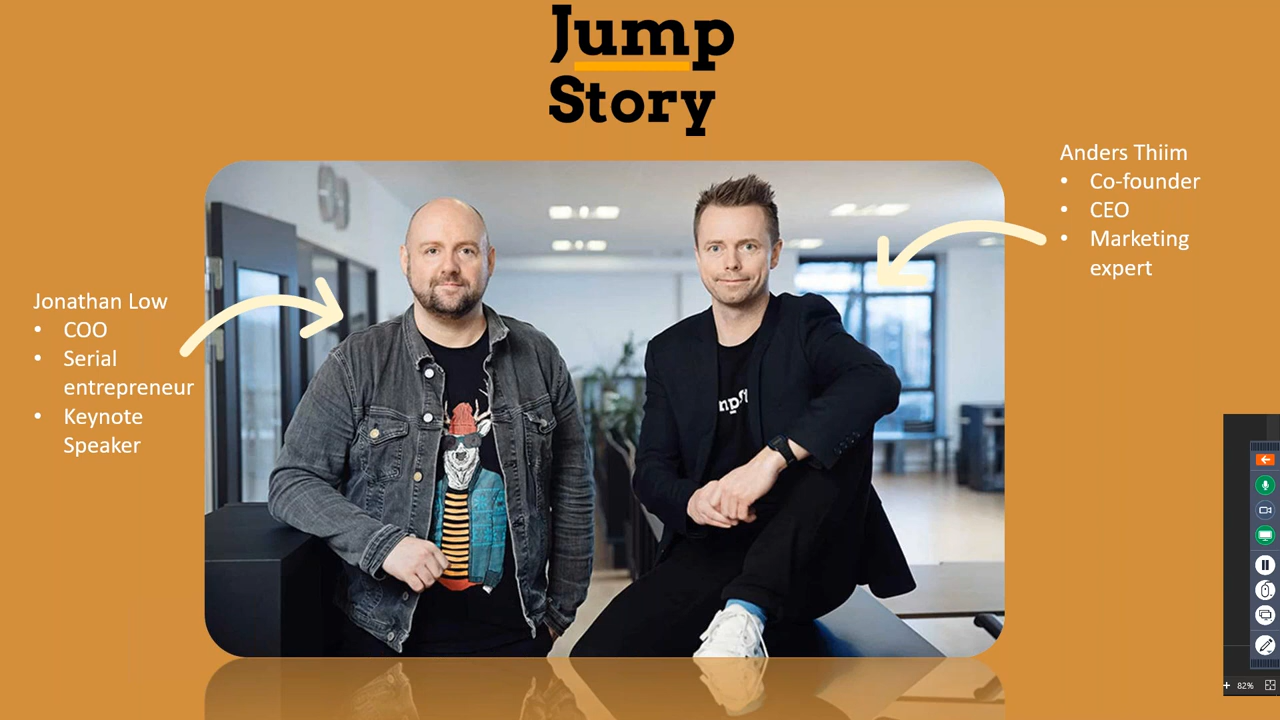 Jump
Story
Anders Thiim
• Co-founder
• CEO
• Marketing
expert
Jonathan Low
• COO
• Serial
entrepreneur
• Keynote
Speaker
82%